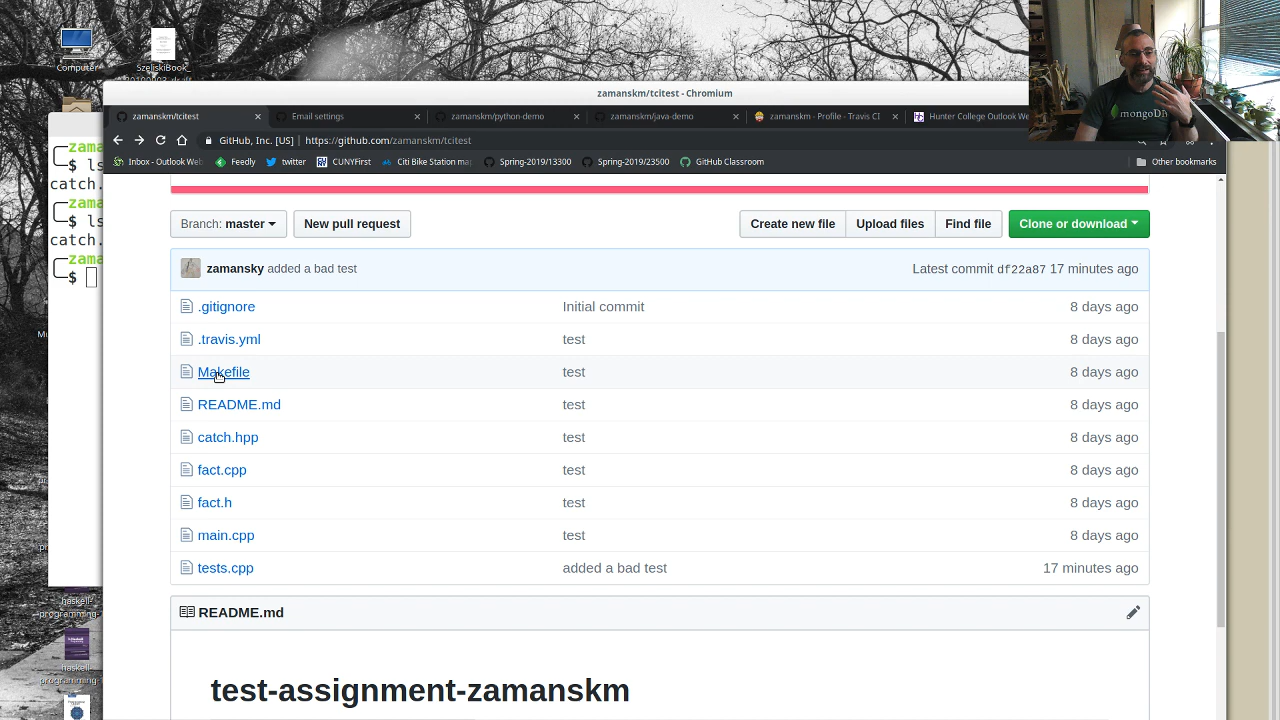 Computer
SzeliskiBook_
zamanskm/tcitest - Chromium
zamanskm/tcitest
Email settings
zamanskm/python-demo
zamanskm/java-demo
zamanskm - Profile - Travis CI
Hunter College Outlook We
GitHub, Inc. [US] | https://github.com/zamanskm/tcitest
Inbox - Outlook Web
Feedly
twitter
CUNYFirst
Citi Bike Station ma
Spring-2019/13300
Spring-2019/23500
GitHub Classroom
Other bookmarks
mongoD
zama
$ ls
catch.
zama
$ ls
catch.
zama
$
Branch: master
New pull request
Create new file
Upload files
Find file
Clone or download
zamansky added a bad test
Latest commit df22a87 17 minutes ago
.gitignore Initial commit 8 days ago
.travis.yml test 8 days ago
Makefile test 8 days ago
README.md test 8 days ago
catch.hpp test 8 days ago
fact.cpp test 8 days ago
fact.h test 8 days ago
main.cpp test 8 days ago
tests.cpp added a bad test 17 minutes ago
README.md
test-assignment-zamanskm
haskell
-programming-
haskell
programming-